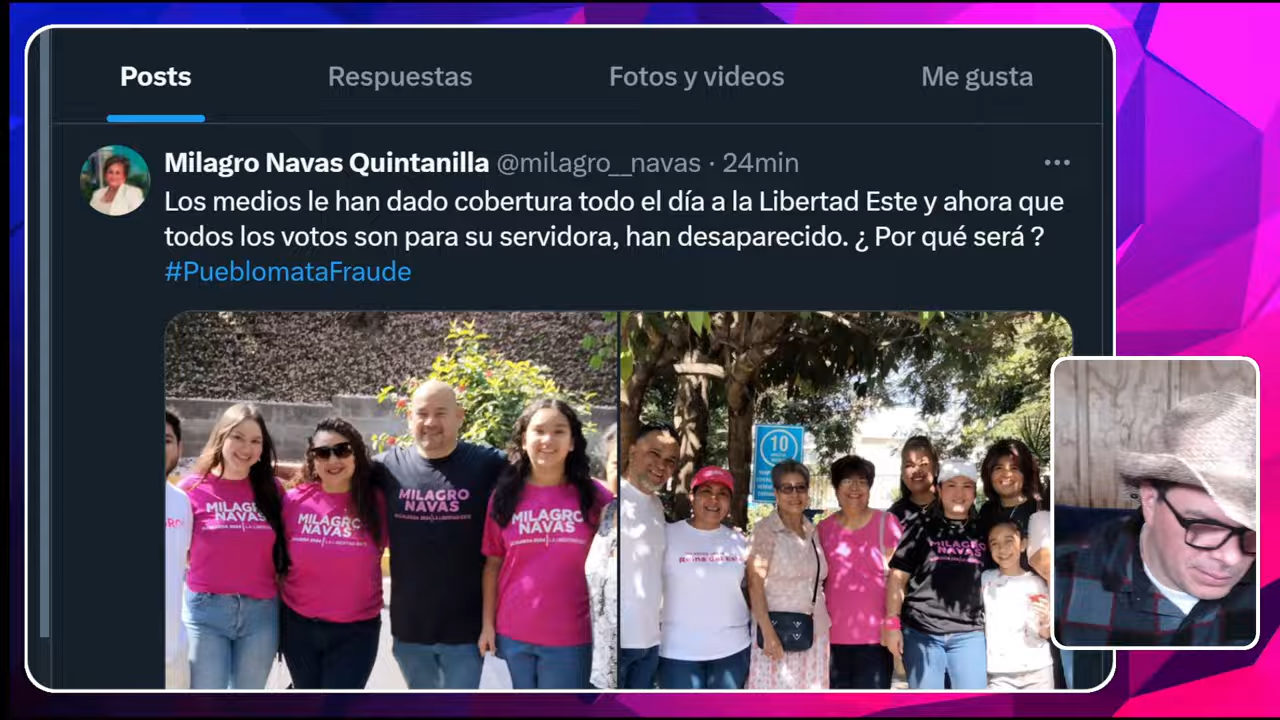 Posts Respuestas Fotos y videos Me gusta
Milagro Navas Quintanilla @milagro__navas · 24min
Los medios le han dado cobertura todo el día a la Libertad Este y ahora que
todos los votos son para su servidora, han desaparecido. ¿ Por qué será ?
#PueblomataFraude
MILAGRO
NAVAS
MILAGRO
NAVAS
MILAGRO
NAVAS
MILAGRO
NAVAS
10
MILAGRO
NAVAS